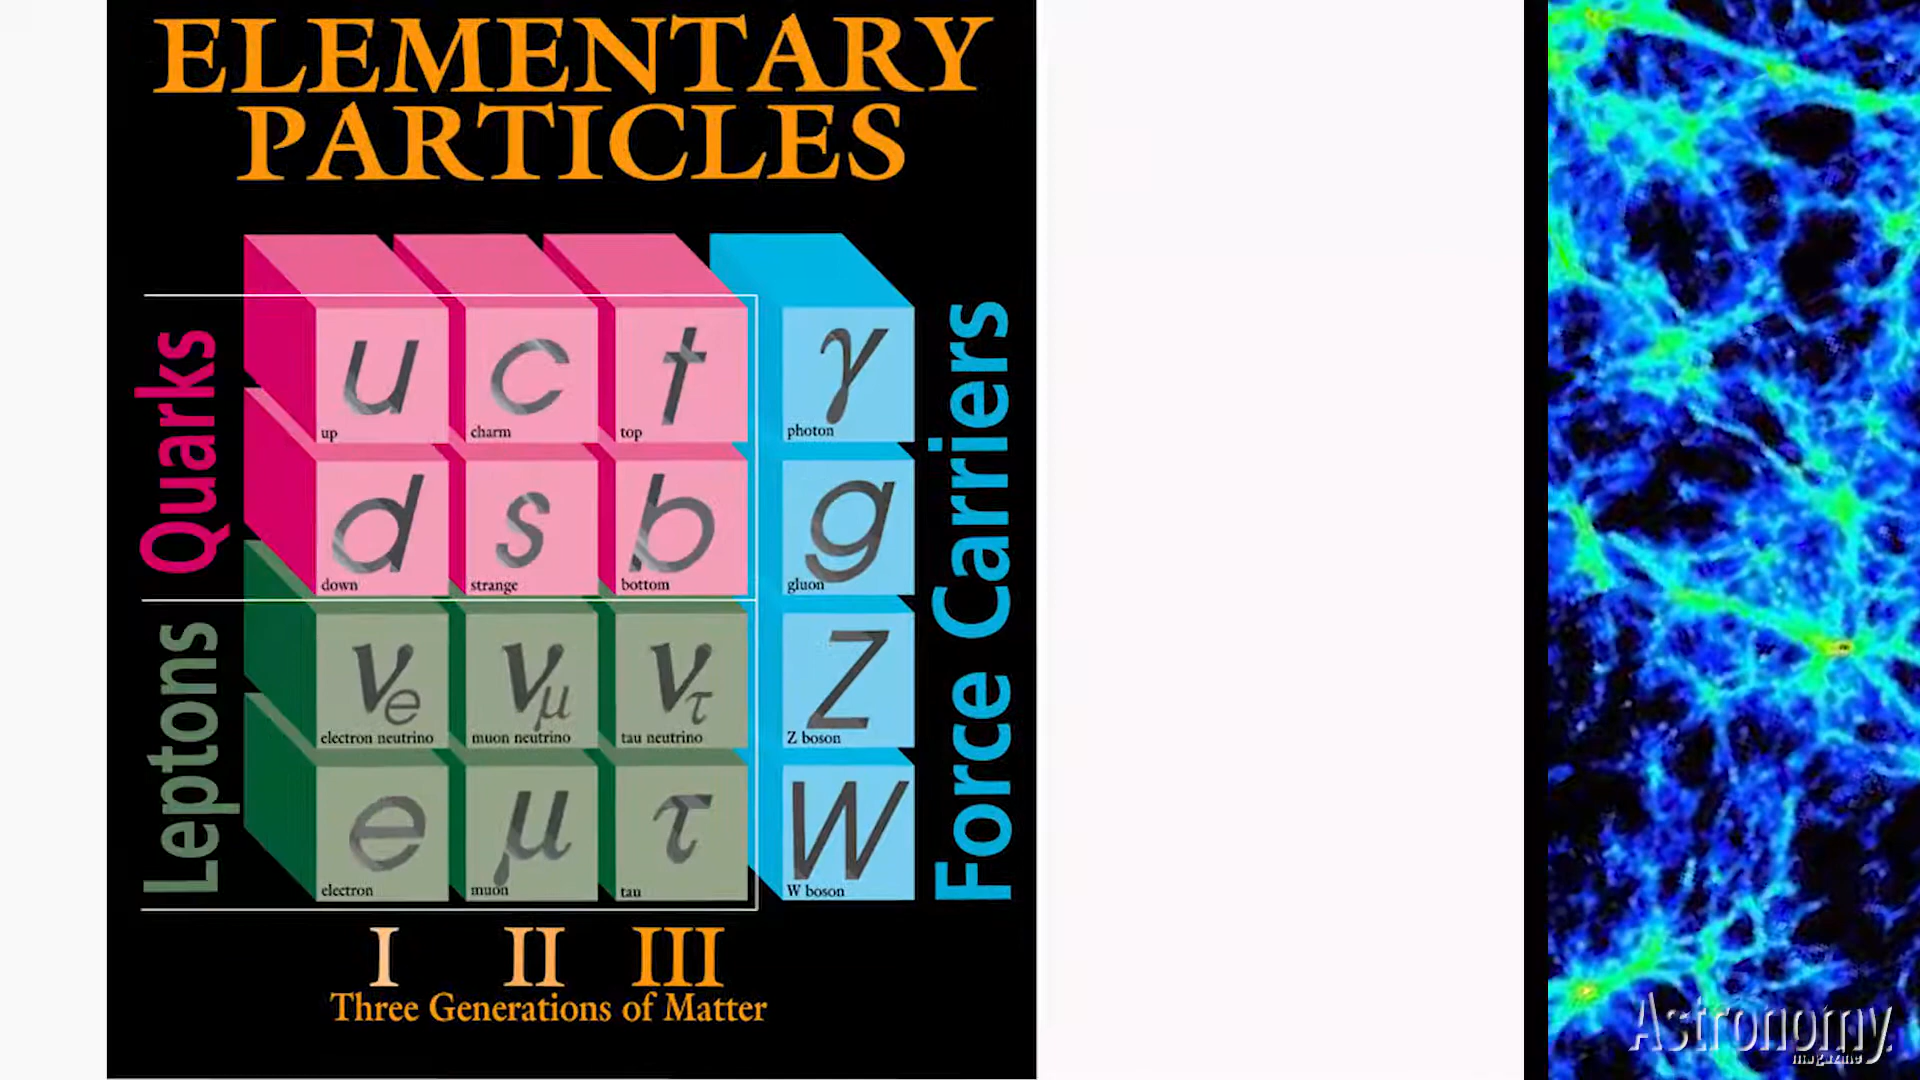 ELEMENTARY
PARTICLES
Quarks
Leptons
Force Carriers
u
up
c
charm
t
top
γ
photon
d
down
s
strange
b
bottom
g
gluon
νe
electron neutrino
νμ
muon neutrino
ντ
tau neutrino
Z
Z boson
e
electron
μ
muon
τ
tau
W
W boson
I II III
Three Generations of Matter
Astronomy
magazine